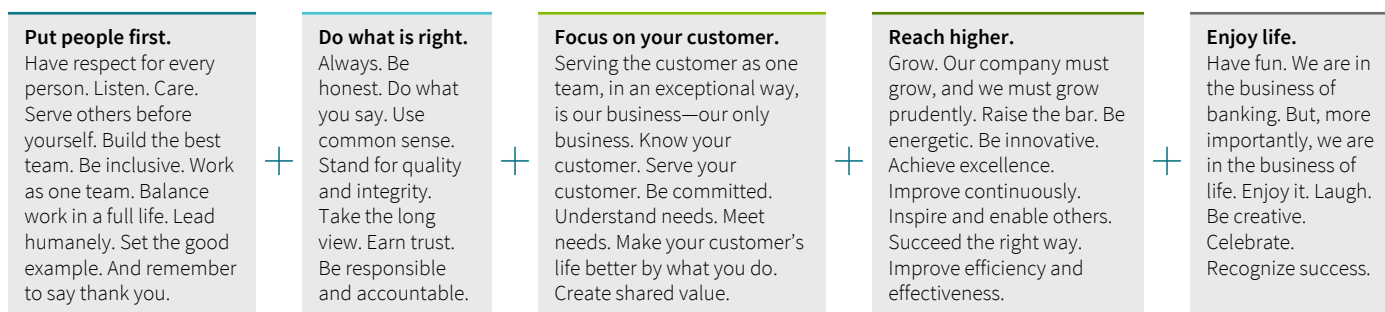 Put people first.
Have respect for every
person. Listen. Care.
Serve others before
yourself. Build the best
team. Be inclusive. Work
as one team. Balance
work in a full life. Lead
humanely. Set the good
example. And remember
to say thank you.
+
Do what is right.
Always. Be
honest. Do what
you say. Use
common sense.
Stand for quality
and integrity.
Take the long
view. Earn trust.
Be responsible
and accountable.
+
Focus on your customer.
Serving the customer as one
team, in an exceptional way,
is our business—our only
business. Know your
customer. Serve your
customer. Be committed.
Understand needs. Meet
needs. Make your customer’s
life better by what you do.
Create shared value.
+
Reach higher.
Grow. Our company must
grow, and we must grow
prudently. Raise the bar. Be
energetic. Be innovative.
Achieve excellence.
Improve continuously.
Inspire and enable others.
Succeed the right way.
Improve efficiency and
effectiveness.
+
Enjoy life.
Have fun. We are in
the business of
banking. But, more
importantly, we are
in the business of
life. Enjoy it. Laugh.
Be creative.
Celebrate.
Recognize success.